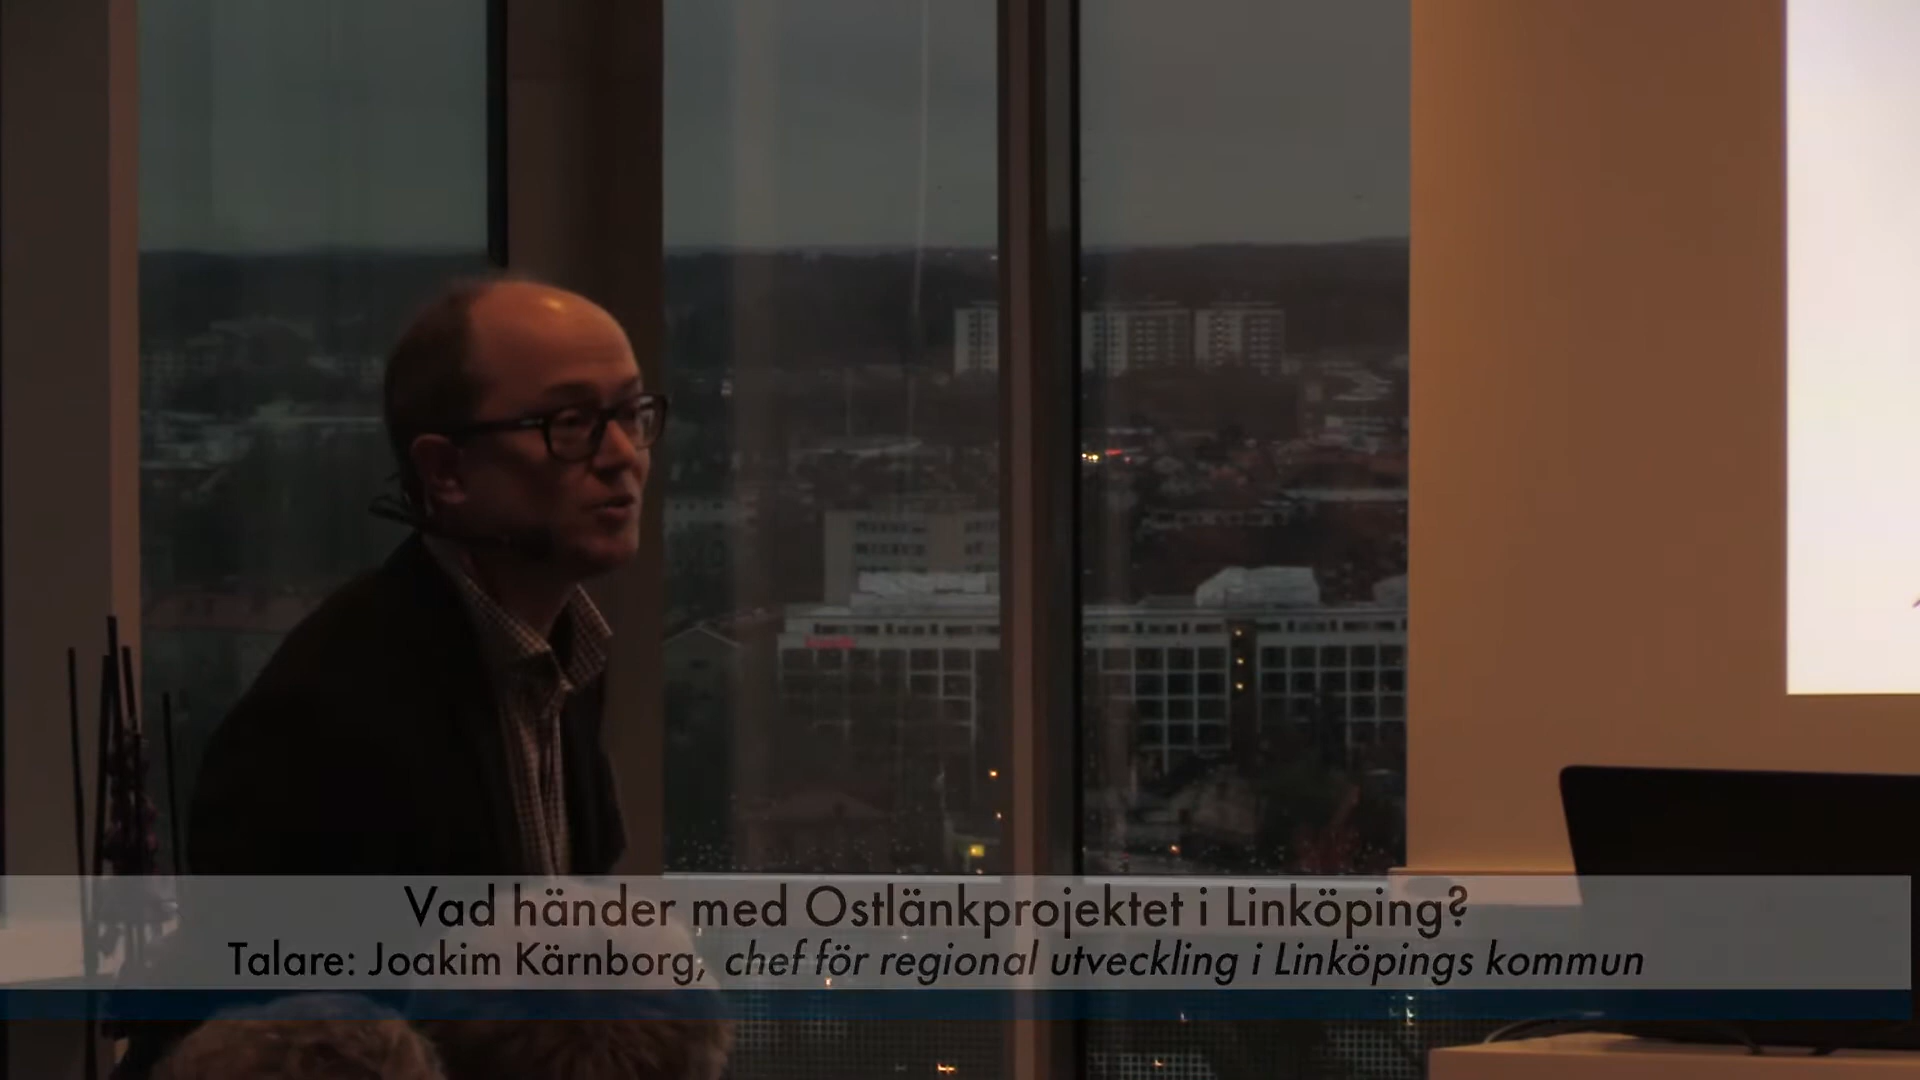 Vad händer med Ostlänkprojektet i Linköping?
Talare: Joakim Kärnborg, chef för regional utveckling i Linköpings kommun